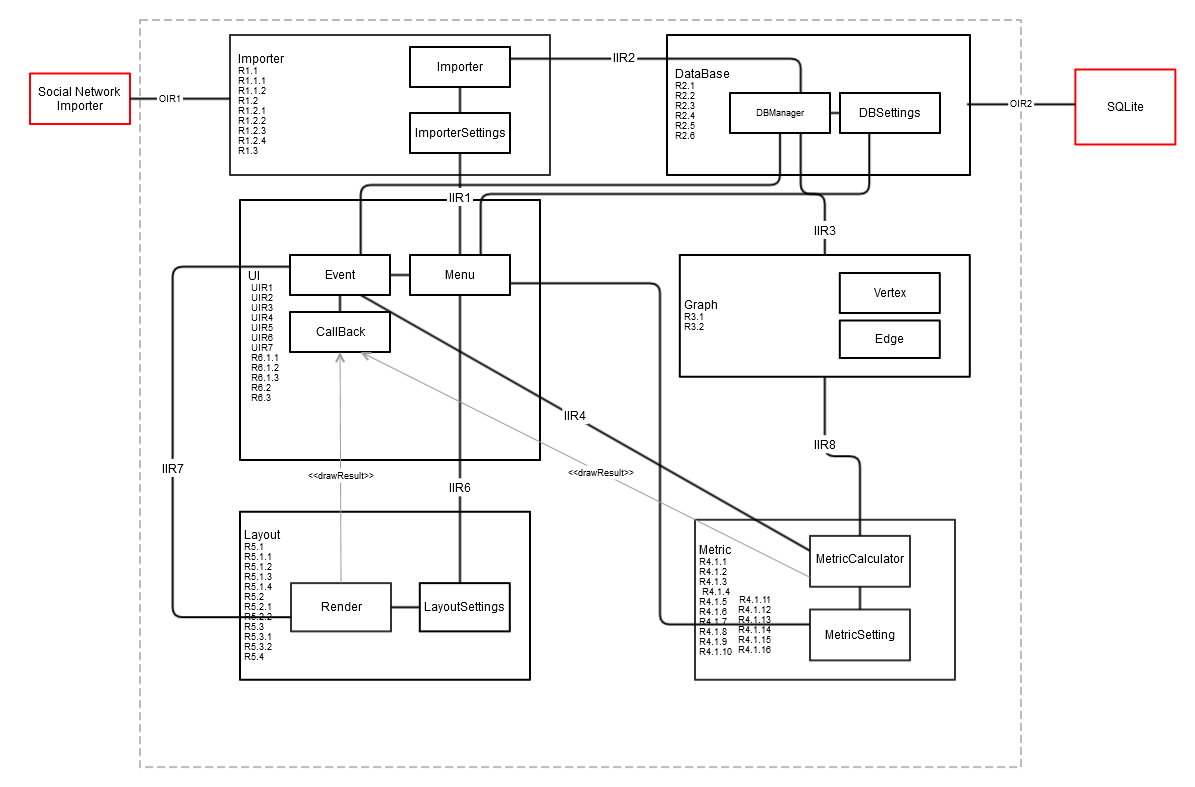 Social Network
Importer
OIR1
Importer
R1.1
R1.1.1
R1.1.2
R1.2
R1.2.1
R1.2.2
R1.2.3
R1.2.4
R1.3
Importer
ImporterSettings
IIR2
DataBase
R2.1
R2.2
R2.3
R2.4
R2.5
R2.6
DBManager
DBSettings
OIR2
SQLite
IIR1
UI
UIR1
UIR2
UIR3
UIR4
UIR5
UIR6
UIR7
R6.1.1
R6.1.2
R6.1.3
R6.2
R6.3
Event
Menu
CallBack
IIR3
Graph
R3.1
R3.2
Vertex
Edge
IIR4
IIR8
IIR7
<<drawResult>>
IIR6
<<drawResult>>
Layout
R5.1
R5.1.1
R5.1.2
R5.1.3
R5.1.4
R5.2
R5.2.1
R5.2.2
R5.3
R5.3.1
R5.3.2
R5.4
Render
LayoutSettings
Metric
R4.1.1
R4.1.2
R4.1.3
R4.1.4
R4.1.5
R4.1.6
R4.1.7
R4.1.8
R4.1.9
R4.1.10
R4.1.11
R4.1.12
R4.1.13
R4.1.14
R4.1.15
R4.1.16
MetricCalculator
MetricSetting